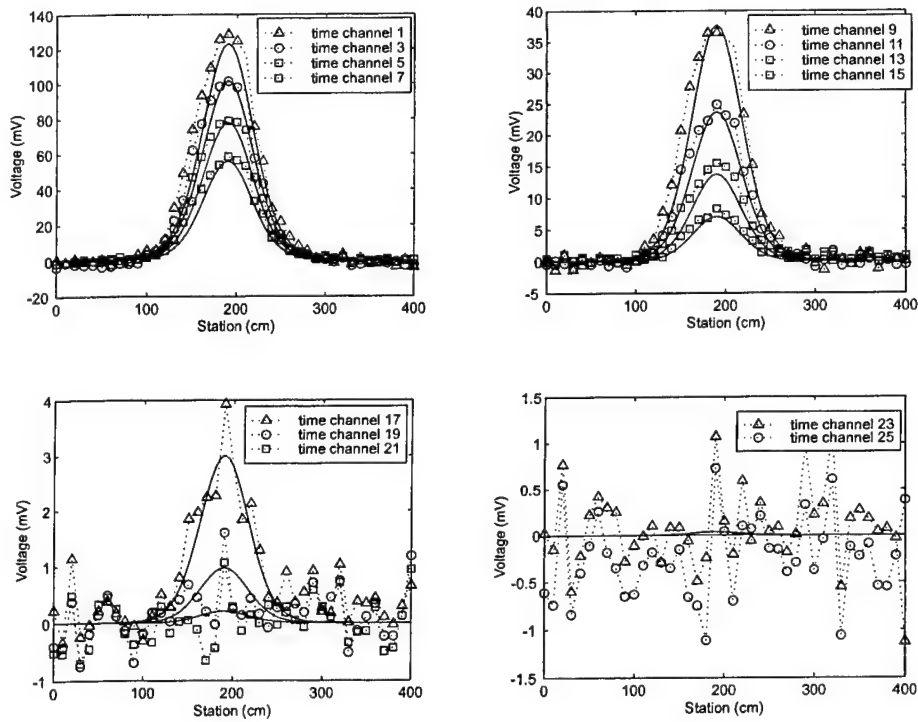 140
120
100
80
60
40
20
0
-20
Voltage (mV)
time channel 1
time channel 3
time channel 5
time channel 7
0 100 200 300 400
Station (cm)
40
35
30
25
20
15
10
5
0
-5
Voltage (mV)
time channel 9
time channel 11
time channel 13
time channel 15
0 100 200 300 400
Station (cm)
4
3
2
1
0
-1
Voltage (mV)
time channel 17
time channel 19
time channel 21
0 100 200 300 400
Station (cm)
1.5
1
0.5
0
-0.5
-1
-1.5
Voltage (mV)
time channel 23
time channel 25
0 100 200 300 400
Station (cm)